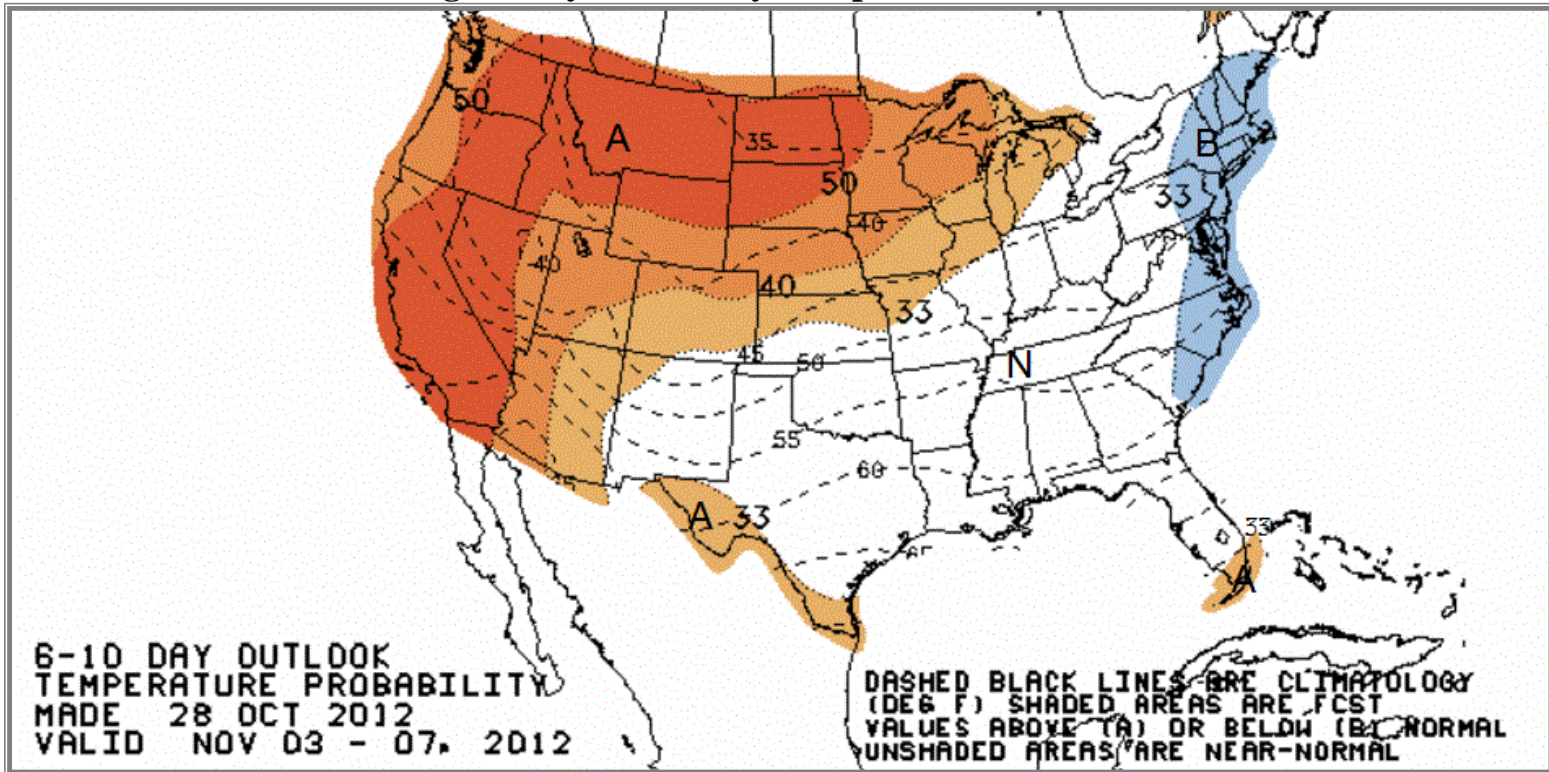 50
A
35
B
50
33
40
40
40
33
45
50
N
55
60
A 33
33
A
6-10 DAY OUTLOOK
TEMPERATURE PROBABILITY
MADE 28 OCT 2012
VALID NOV 03 - 07, 2012
DASHED BLACK LINES ARE CLIMATOLOGY
(DEG F) SHADED AREAS ARE FCST
VALUES ABOVE (A) OR BELOW (B) NORMAL
UNSHADED AREAS ARE NEAR-NORMAL